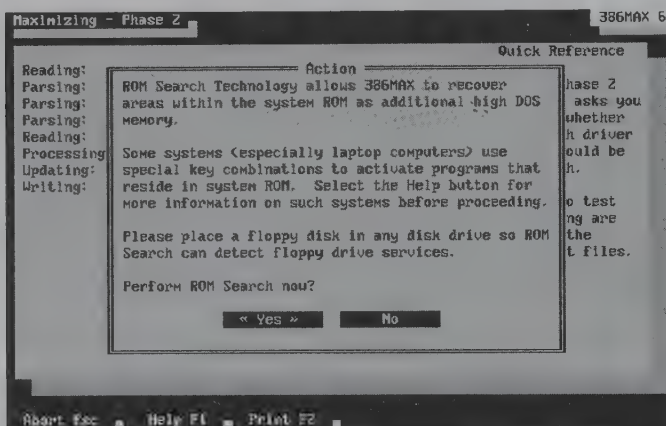 Maximizing - Phase 2
386MAX 6
Quick Reference
Reading:
Parsing:
Parsing:
Parsing:
Reading:
Processing
Updating:
Writing:
Action
ROM Search Technology allows 386MAX to recover
areas within the system ROM as additional high DOS
memory.
Some systems (especially laptop computers) use
special key combinations to activate programs that
reside in system ROM. Select the Help button for
more information on such systems before proceeding.
Please place a floppy disk in any disk drive so ROM
Search can detect floppy drive services.
Perform ROM Search now?
« Yes »
No
hase 2
asks you
whether
h driver
ould be
h.
o test
ng are
the
t files.
Abort Esc
Help F1
Print F2